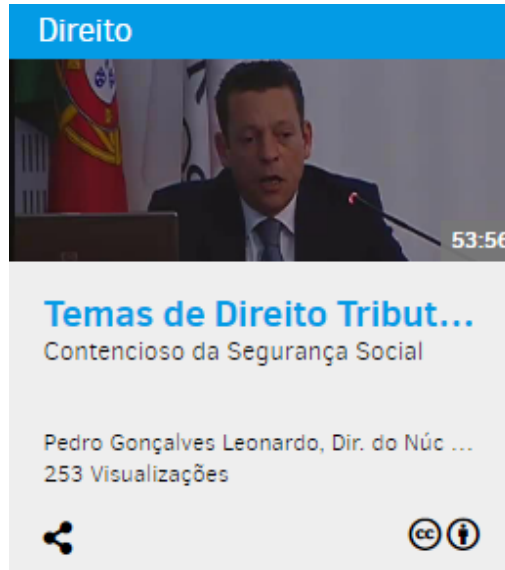 Direito
53:56
Temas de Direito Tribut...
Contencioso da Segurança Social
Pedro Gonçalves Leonardo, Dir. do Núc ...
253 Visualizações
cc